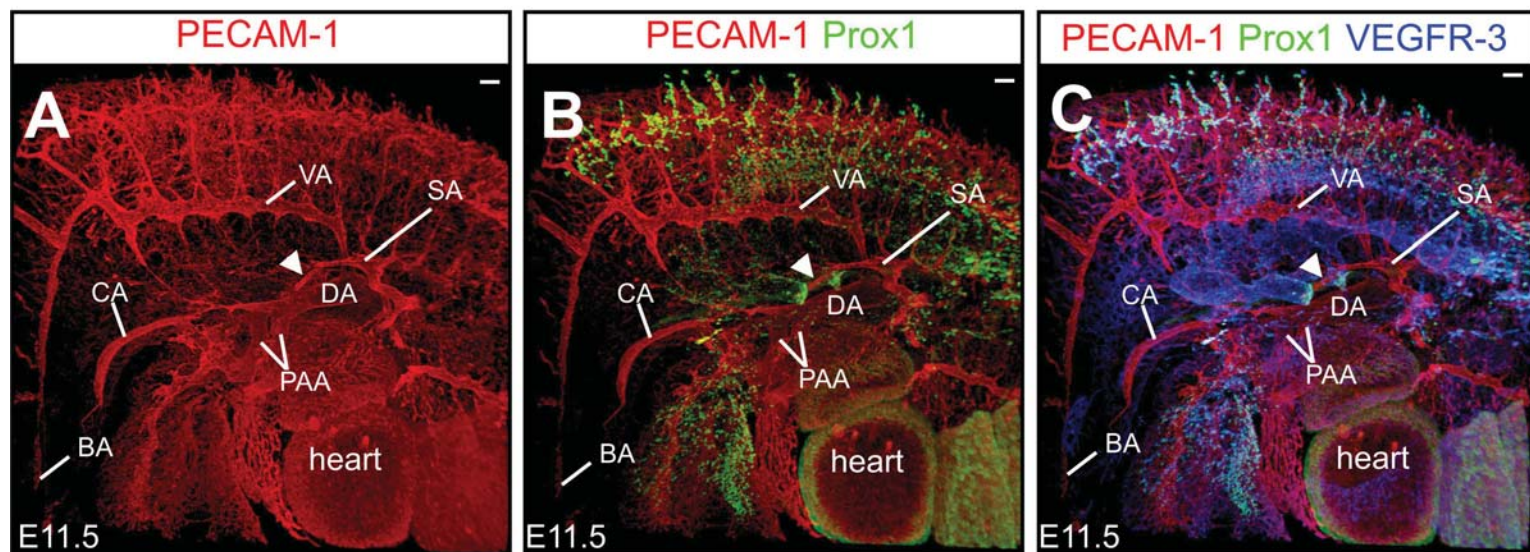 PECAM-1
A
VA
SA
CA
DA
PAA
BA
heart
E11.5
PECAM-1 Prox1
B
VA
SA
CA
DA
PAA
BA
heart
E11.5
PECAM-1 Prox1 VEGFR-3
C
VA
SA
CA
DA
PAA
BA
heart
E11.5